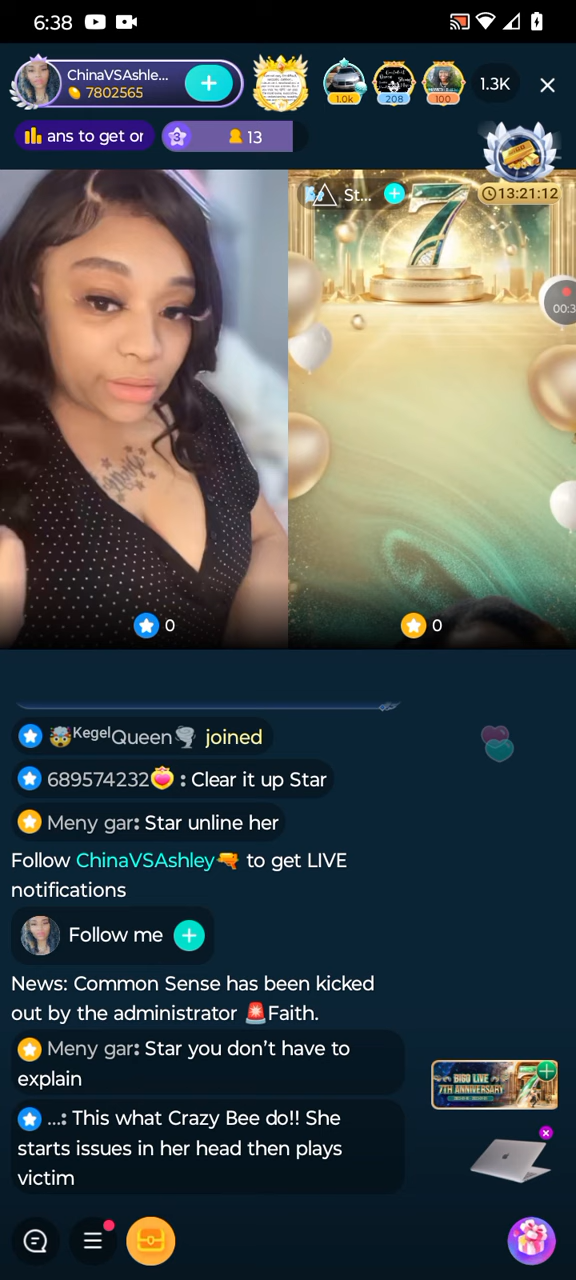 6:38
ChinaVSAshle...
7802565
1.0k
208
100
1.3K
ans to get or
3
13
St...
13:21:12
7
00:3
0
0
KegelQueen joined
689574232 : Clear it up Star
Meny gar: Star unline her
Follow ChinaVSAshley to get LIVE
notifications
Follow me
News: Common Sense has been kicked
out by the administrator 🚨Faith.
Meny gar: Star you don't have to
explain
...: This what Crazy Bee do!! She
starts issues in her head then plays
victim
BIGO LIVE
7TH ANNIVERSARY